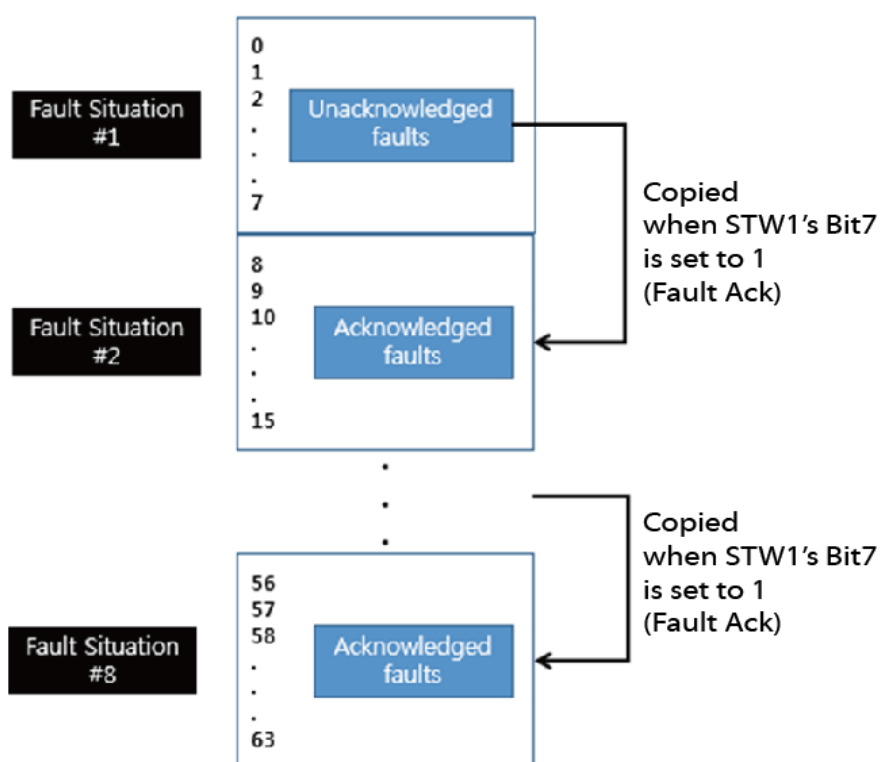 0
1
2
.
.
.
7
Fault Situation
#1
Unacknowledged
faults
Copied
when STW1's Bit7
is set to 1
(Fault Ack)
8
9
10
.
.
.
15
Fault Situation
#2
Acknowledged
faults
.
.
.
Copied
when STW1's Bit7
is set to 1
(Fault Ack)
56
57
58
.
.
.
63
Fault Situation
#8
Acknowledged
faults